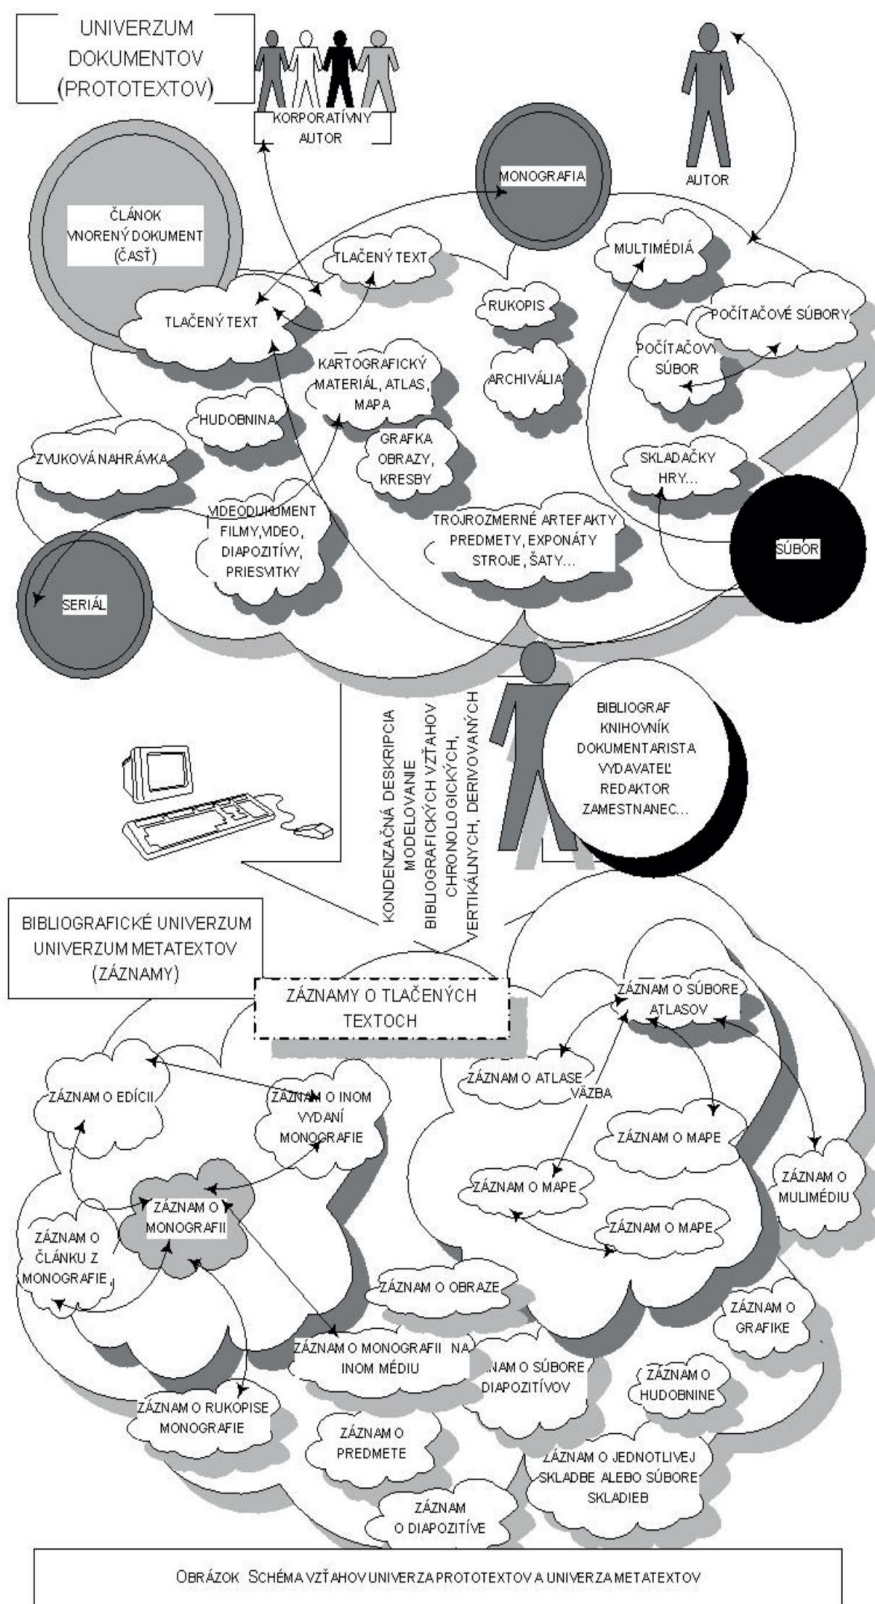 UNIVERZUM
DOKUMENTOV
(PROTOTEXTOV)
KORPORATÍVNY
AUTOR
AUTOR
MONOGRAFIA
ČLÁNOK
VNORENÝ DOKUMENT
(ČASŤ)
TLAČENÝ TEXT
MULTIMÉDIÁ
TLAČENÝ TEXT
RUKOPIS
POČÍTAČOVÉ SÚBORY
POČÍTAČOVÝ
SÚBOR
KARTOGRAFICKÝ
MATERIÁL, ATLAS,
MAPA
ARCHIVÁLIA
HUDOBNINA
GRAFKA
OBRAZY,
KRESBY
ZVUKOVÁ NAHRÁVKA
SKLADAČKY
HRY...
VIDEODUKUMENT
FILMY,VIDEO,
DIAPOZITÍVY,
PRIESVITKY
TROJROZMERNÉ ARTEFAKTY
PREDMETY, EXPONÁTY
STROJE, ŠATY...
SÚBOR
SERIÁL
KONDENZAČNÁ DESKRIPCIA
MODELOVANIE
BIBLIOGRAFICKÝCH VZŤAHOV
CHRONOLOGICKÝCH,
VERTIKÁLNYCH, DERIVOVANÝCH
BIBLIOGRAF
KNIHOVNÍK
DOKUMENTARISTA
VYDAVATEĽ
REDAKTOR
ZAMESTNANEC...
BIBLIOGRAFICKÉ UNIVERZUM
UNIVERZUM METATEXTOV
(ZÁZNAMY)
ZÁZNAMY O TLAČENÝCH
TEXTOCH
ZÁZNAM O SÚBORE
ATLASOV
ZÁZNAM O ATLASE
VÄZBA
ZÁZNAM O EDÍCII
ZÁZNAM O INOM
VYDANÍ
MONOGRAFIE
ZÁZNAM O MAPE
ZÁZNAM O MAPE
ZÁZNAM O
MULIMÉDIU
ZÁZNAM O
MONOGRAFII
ZÁZNAM O MAPE
ZÁZNAM O
ČLÁNKU Z
MONOGRAFIE,
ZÁZNAM O OBRAZE
ZÁZNAM O
GRAFIKE
ZÁZNAM O MONOGRAFII NA
INOM MÉDIU
O SÚBORE
DIAPOZITÍVOV
ZÁZNAM O
HUDOBNINE
ZÁZNAM O RUKOPISE
MONOGRAFIE
ZÁZNAM O
PREDMETE
ZÁZNAM O JEDNOTLIVEJ
SKLADBE ALEBO SÚBORE
SKLADIEB
ZÁZNAM
O DIAPOZITÍVE
OBRÁZOK SCHÉMA VZŤAHOV UNIVERZA PROTOTEXTOV A UNIVERZA METATEXTOV